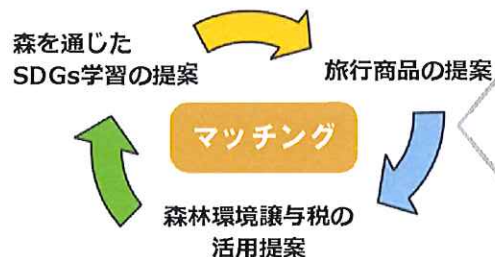 森を通じた
SDGs学習の提案
旅行商品の提案
マッチング
森林環境譲与税の
活用提案